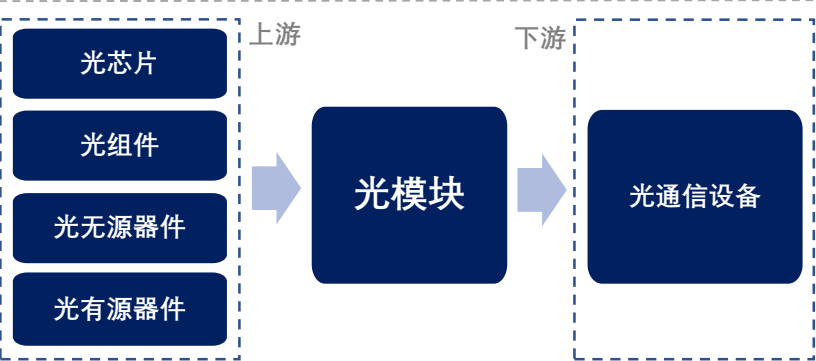 上游
下游
光芯片
光组件
光无源器件
光有源器件
光模块
光通信设备